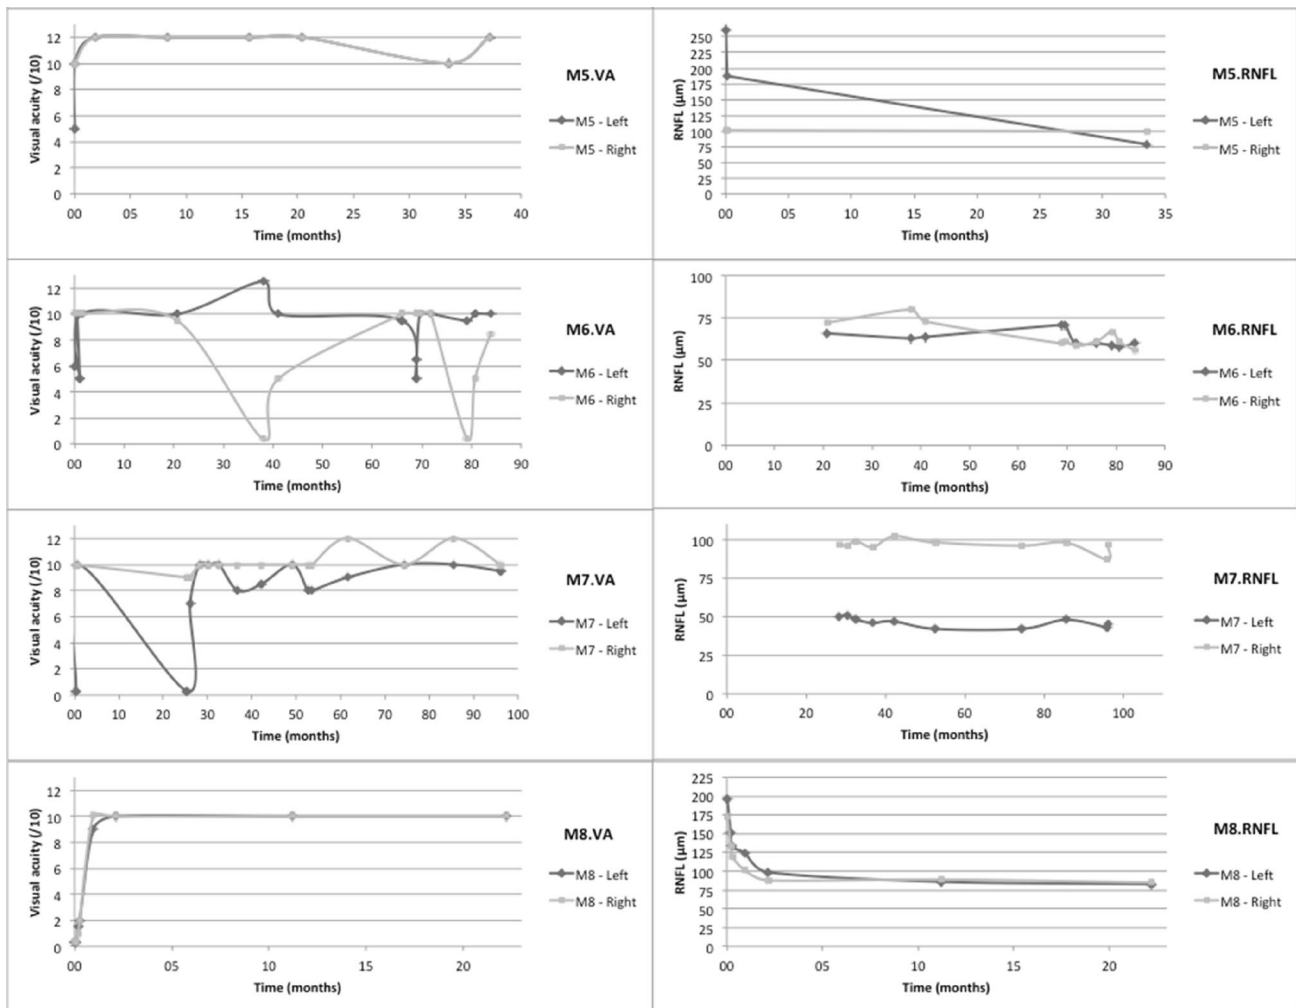 12
10
8
6
4
2
0
Visual acuity (/10)
00 05 10 15 20 25 30 35 40
Time (months)
M5.VA
M5 - Left
M5 - Right
250
225
200
175
150
125
100
75
50
25
0
RNFL (µm)
00 05 10 15 20 25 30 35
Time (months)
M5.RNFL
M5 - Left
M5 - Right
12
10
8
6
4
2
0
Visual acuity (/10)
00 10 20 30 40 50 60 70 80 90
Time (months)
M6.VA
M6 - Left
M6 - Right
100
75
50
25
0
RNFL (µm)
00 10 20 30 40 50 60 70 80 90
Time (months)
M6.RNFL
M6 - Left
M6 - Right
12
10
8
6
4
2
0
Visual acuity (/10)
00 10 20 30 40 50 60 70 80 90 100
Time (months)
M7.VA
M7 - Left
M7 - Right
100
75
50
25
0
RNFL (µm)
00 20 40 60 80 100
Time (months)
M7.RNFL
M7 - Left
M7 - Right
12
10
8
6
4
2
0
Visual acuity (/10)
00 05 10 15 20
Time (months)
M8.VA
M8 - Left
M8 - Right
225
200
175
150
125
100
75
50
25
0
RNFL (µm)
00 05 10 15 20
Time (months)
M8.RNFL
M8 - Left
M8 - Right